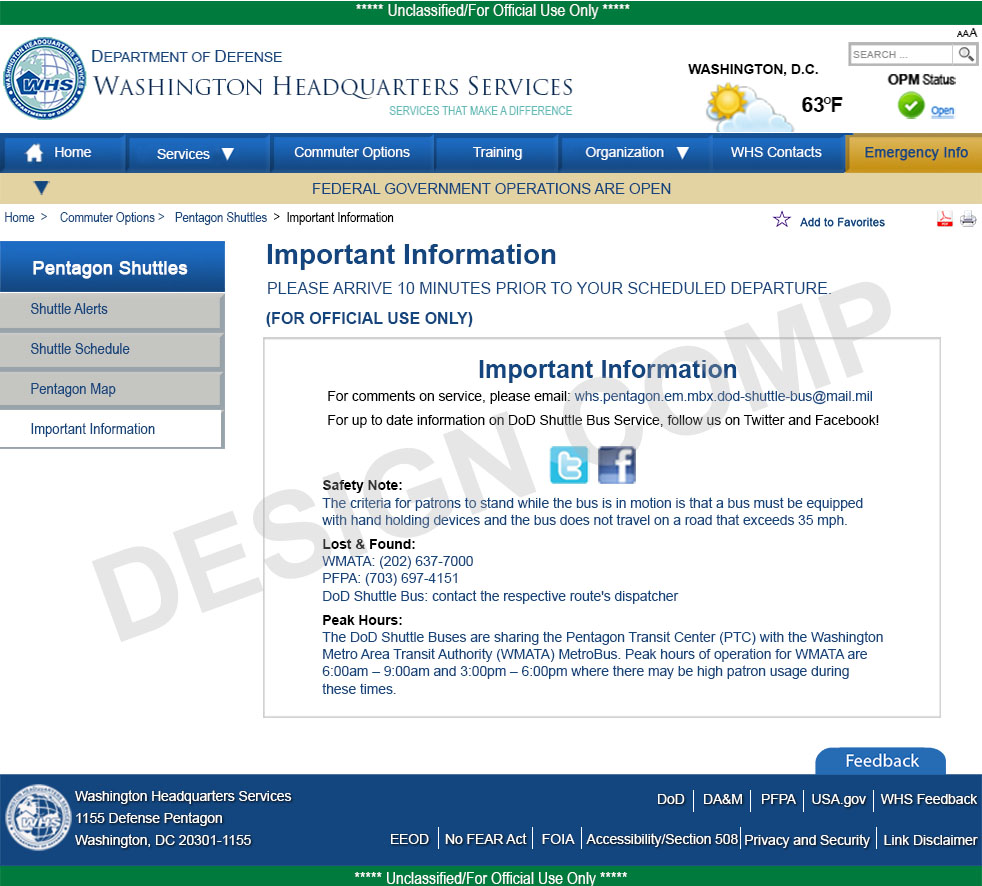 ***** Unclassified/For Official Use Only *****
AAA
DEPARTMENT OF DEFENSE
WASHINGTON HEADQUARTERS SERVICES
SERVICES THAT MAKE A DIFFERENCE
WHS
WASHINGTON, D.C.
63ºF
SEARCH ...
OPM Status
Open
Home
Services
Commuter Options
Training
Organization
WHS Contacts
Emergency Info
FEDERAL GOVERNMENT OPERATIONS ARE OPEN
Home > Commuter Options > Pentagon Shuttles > Important Information
Add to Favorites
Pentagon Shuttles
Shuttle Alerts
Shuttle Schedule
Pentagon Map
Important Information
Important Information
PLEASE ARRIVE 10 MINUTES PRIOR TO YOUR SCHEDULED DEPARTURE.
(FOR OFFICIAL USE ONLY)
Important Information
For comments on service, please email: whs.pentagon.em.mbx.dod-shuttle-bus@mail.mil
For up to date information on DoD Shuttle Bus Service, follow us on Twitter and Facebook!
Safety Note:
The criteria for patrons to stand while the bus is in motion is that a bus must be equipped
with hand holding devices and the bus does not travel on a road that exceeds 35 mph.
Lost & Found:
WMATA: (202) 637-7000
PFPA: (703) 697-4151
DoD Shuttle Bus: contact the respective route's dispatcher
Peak Hours:
The DoD Shuttle Buses are sharing the Pentagon Transit Center (PTC) with the Washington
Metro Area Transit Authority (WMATA) MetroBus. Peak hours of operation for WMATA are
6:00am – 9:00am and 3:00pm – 6:00pm where there may be high patron usage during
these times.
DESIGN COMP
Feedback
WHS
Washington Headquarters Services
1155 Defense Pentagon
Washington, DC 20301-1155
DoD | DA&M | PFPA | USA.gov | WHS Feedback
EEOD | No FEAR Act | FOIA | Accessibility/Section 508 | Privacy and Security | Link Disclaimer
***** Unclassified/For Official Use Only *****